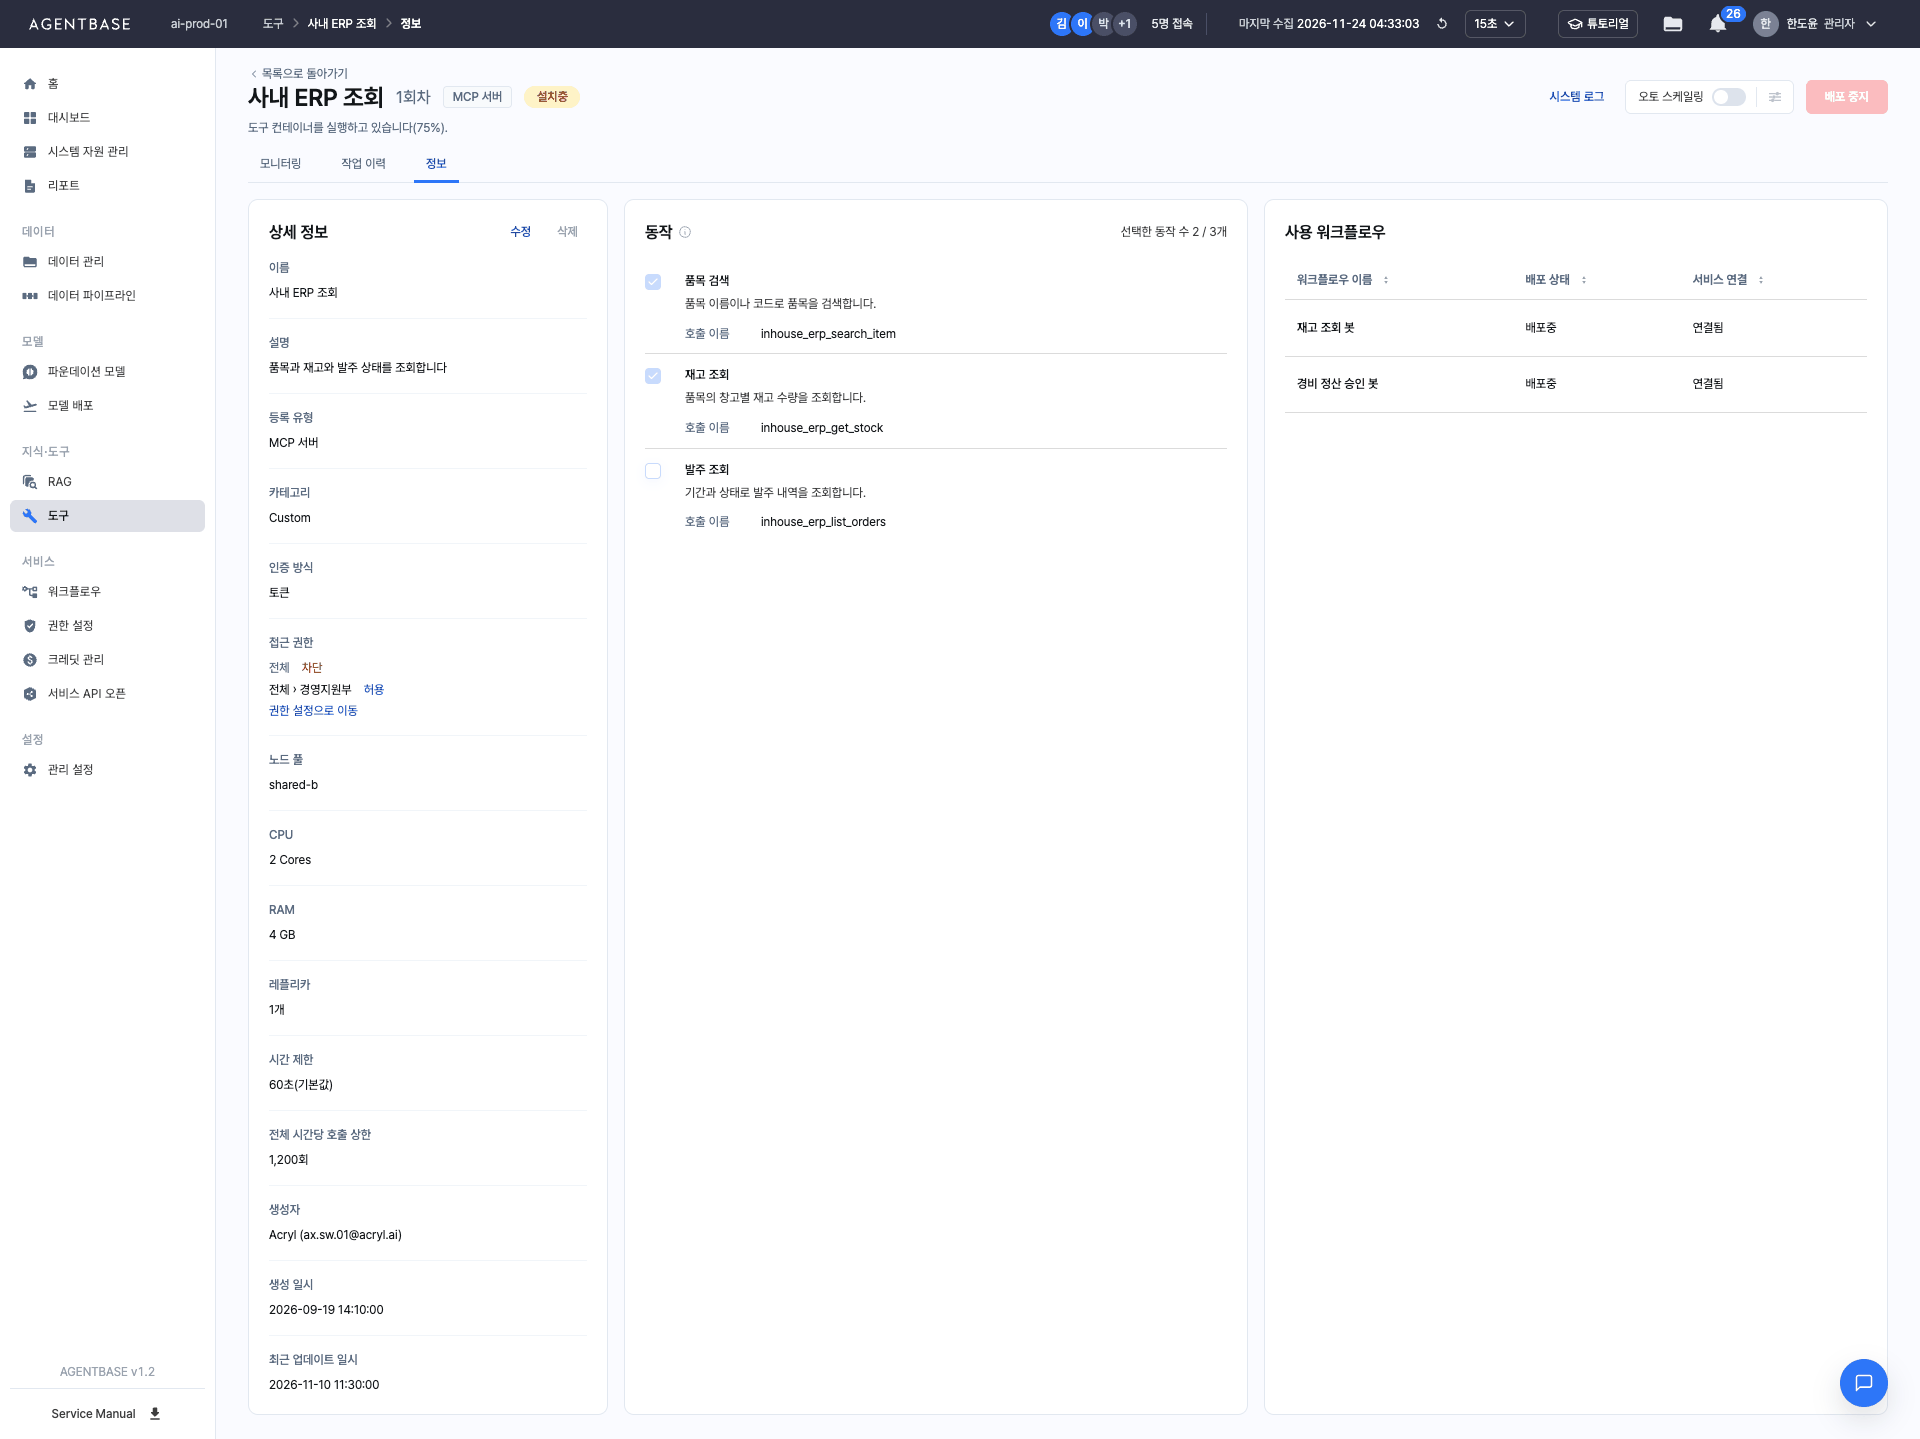 AGENTBASE
ai-prod-01
도구 > 사내 ERP 조회 > 정보
김 이 박 +1 5명 접속
마지막 수집 2026-11-24 04:33:03
15초
튜토리얼
26
한 한도윤 관리자
홈
대시보드
시스템 자원 관리
리포트
데이터
데이터 관리
데이터 파이프라인
모델
파운데이션 모델
모델 배포
지식·도구
RAG
도구
서비스
워크플로우
권한 설정
크레딧 관리
서비스 API 오픈
설정
관리 설정
AGENTBASE v1.2
Service Manual
목록으로 돌아가기
사내 ERP 조회 1회차 MCP 서버 설치중
도구 컨테이너를 실행하고 있습니다(75%).
시스템 로그
오토 스케일링
배포 중지
모니터링 작업 이력 정보
상세 정보 수정 삭제
이름
사내 ERP 조회
설명
품목과 재고와 발주 상태를 조회합니다
등록 유형
MCP 서버
카테고리
Custom
인증 방식
토큰
접근 권한
전체 차단
전체 › 경영지원부 허용
권한 설정으로 이동
노드 풀
shared-b
CPU
2 Cores
RAM
4 GB
레플리카
1개
시간 제한
60초(기본값)
전체 시간당 호출 상한
1,200회
생성자
Acryl (ax.sw.01@acryl.ai)
생성 일시
2026-09-19 14:10:00
최근 업데이트 일시
2026-11-10 11:30:00
동작 선택한 동작 수 2 / 3개
품목 검색
품목 이름이나 코드로 품목을 검색합니다.
호출 이름 inhouse_erp_search_item
재고 조회
품목의 창고별 재고 수량을 조회합니다.
호출 이름 inhouse_erp_get_stock
발주 조회
기간과 상태로 발주 내역을 조회합니다.
호출 이름 inhouse_erp_list_orders
사용 워크플로우
워크플로우 이름 배포 상태 서비스 연결
재고 조회 봇 배포중 연결됨
경비 정산 승인 봇 배포중 연결됨